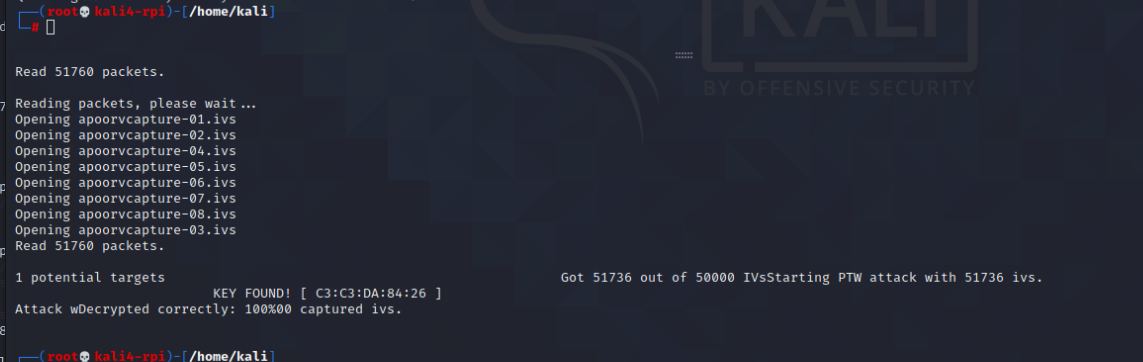 (root💀kali4-rpi)-[/home/kali]
#
KALI
BY OFFENSIVE SECURITY
Read 51760 packets.
Reading packets, please wait...
Opening apoorvcapture-01.ivs
Opening apoorvcapture-02.ivs
Opening apoorvcapture-04.ivs
Opening apoorvcapture-05.ivs
Opening apoorvcapture-06.ivs
Opening apoorvcapture-07.ivs
Opening apoorvcapture-08.ivs
Opening apoorvcapture-03.ivs
Read 51760 packets.
1 potential targets Got 51736 out of 50000 IVsStarting PTW attack with 51736 ivs.
KEY FOUND! [ C3:C3:DA:84:26 ]
Attack wDecrypted correctly: 100%00 captured ivs.
(root💀kali4-rpi)-[/home/kali]